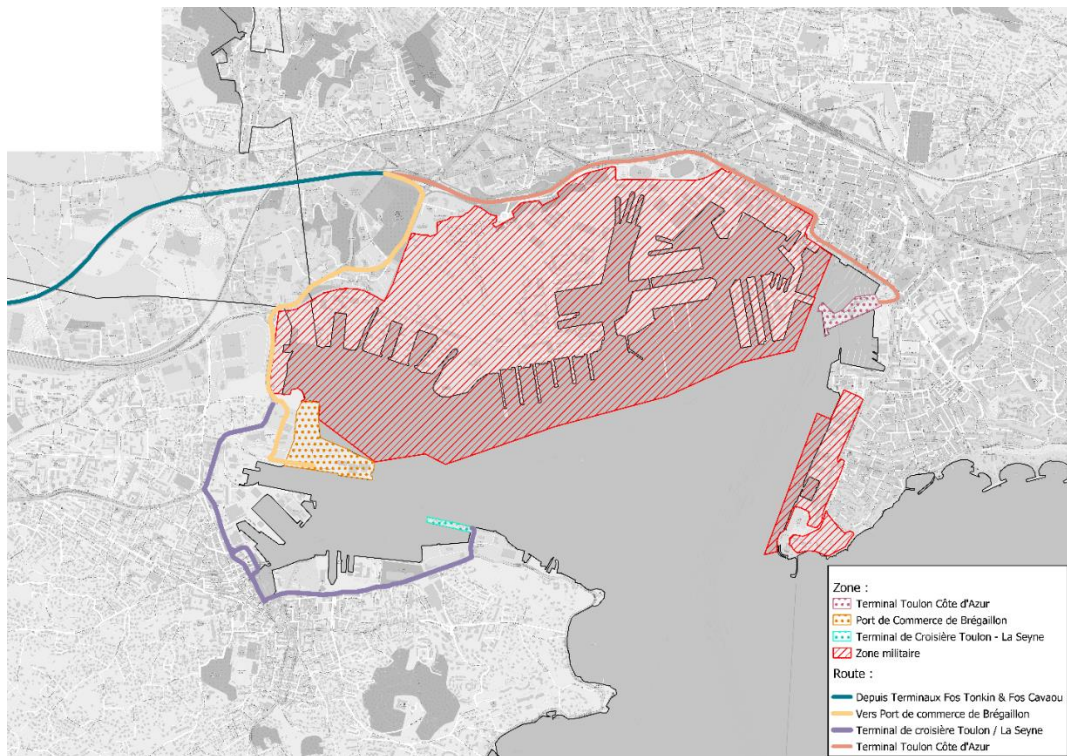 Zone :
Terminal Toulon Côte d'Azur
Port de Commerce de Brégaillon
Terminal de Croisière Toulon - La Seyne
Zone militaire
Route :
Depuis Terminaux Fos Tonkin & Fos Cavaou
Vers Port de commerce de Brégaillon
Terminal de croisière Toulon / La Seyne
Terminal Toulon Côte d'Azur